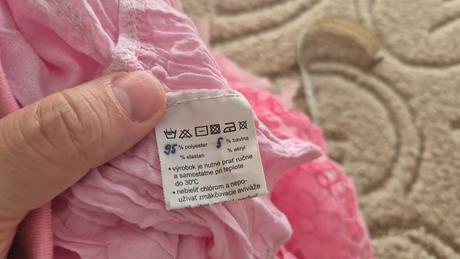 95 % polyester 5 % bavlna
% elastan % akryl
• výrobok je nutné prať ručne
a samostatne pri teplote
do 30°C
• nebieliť chlórom a nepo-
užívať zmäkčovacie aviváže